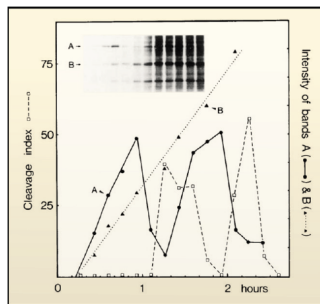 A
B
75
50
25
Cleavage index
A
B
Intensity of bands A ( ) & B ( )
0
1
2
hours